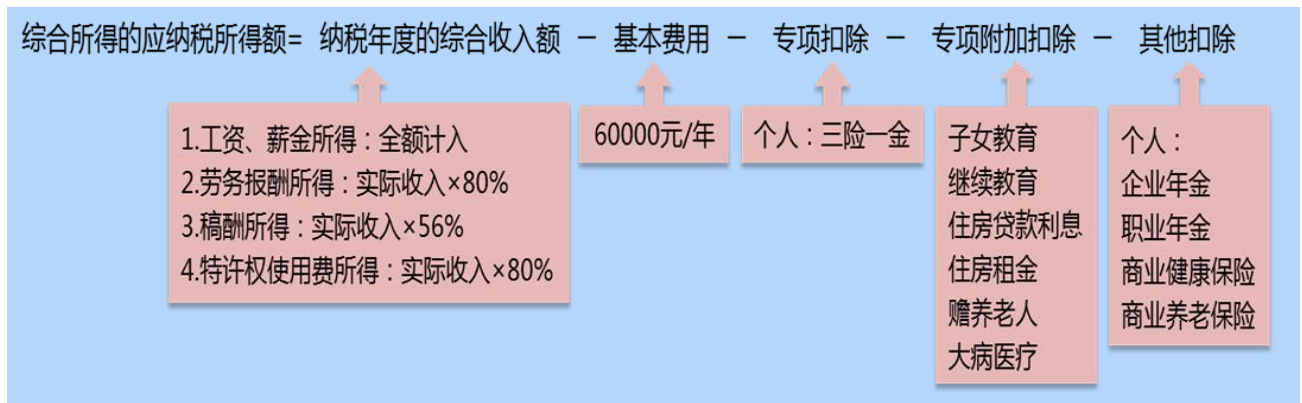 综合所得的应纳税所得额= 纳税年度的综合收入额 − 基本费用 − 专项扣除 − 专项附加扣除 − 其他扣除
1.工资、薪金所得：全额计入
2.劳务报酬所得：实际收入×80%
3.稿酬所得：实际收入×56%
4.特许权使用费所得：实际收入×80%
60000元/年
个人：三险一金
子女教育
继续教育
住房贷款利息
住房租金
赡养老人
大病医疗
个人：
企业年金
职业年金
商业健康保险
商业养老保险